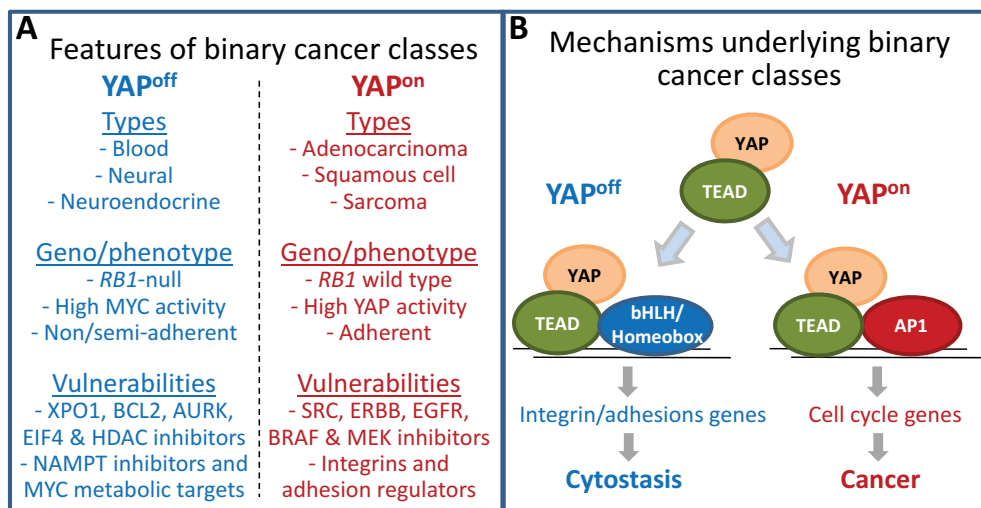 A
Features of binary cancer classes
YAPoff
Types
- Blood
- Neural
- Neuroendocrine
Geno/phenotype
- RB1-null
- High MYC activity
- Non/semi-adherent
Vulnerabilities
- XPO1, BCL2, AURK,
EIF4 & HDAC inhibitors
- NAMPT inhibitors and
MYC metabolic targets
YAPon
Types
- Adenocarcinoma
- Squamous cell
- Sarcoma
Geno/phenotype
- RB1 wild type
- High YAP activity
- Adherent
Vulnerabilities
- SRC, ERBB, EGFR,
BRAF & MEK inhibitors
- Integrins and
adhesion regulators
B
Mechanisms underlying binary
cancer classes
YAP
TEAD
YAPoff
YAP
TEAD
bHLH/
Homeobox
Integrin/adhesions genes
Cytostasis
YAPon
YAP
TEAD
AP1
Cell cycle genes
Cancer